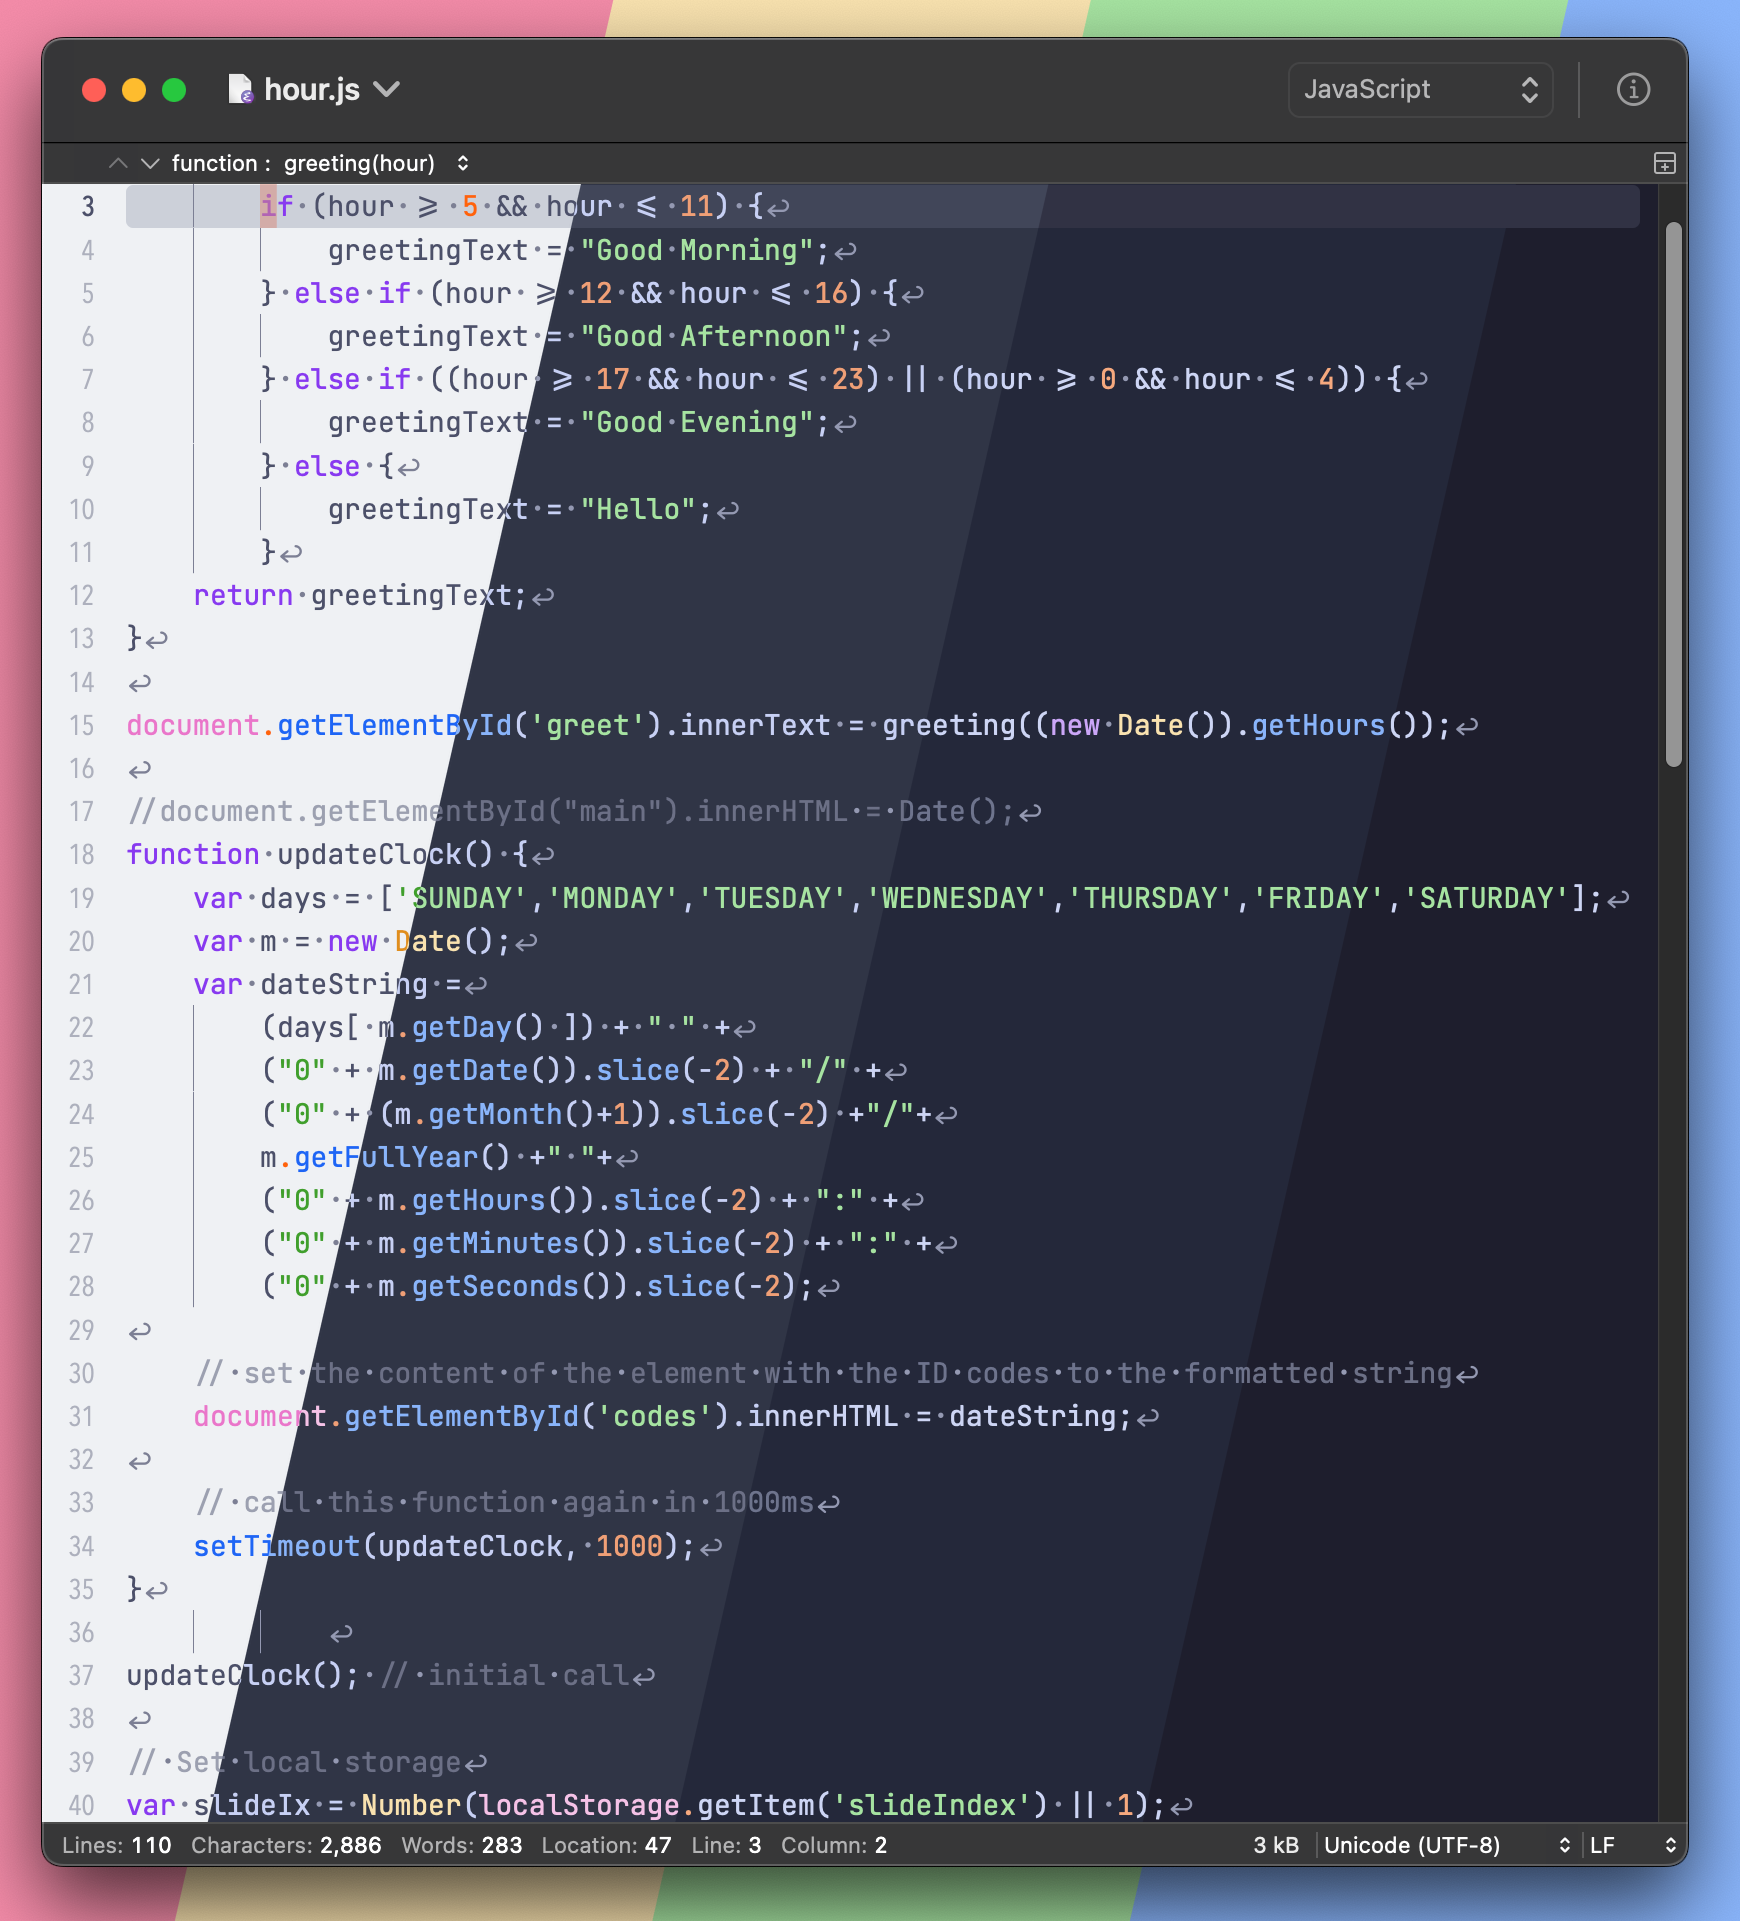 hour.js
JavaScript
function : greeting(hour)
3 if (hour >= 5 && hour <= 11) {
4 greetingText = "Good Morning";
5 } else if (hour >= 12 && hour <= 16) {
6 greetingText = "Good Afternoon";
7 } else if ((hour >= 17 && hour <= 23) || (hour >= 0 && hour <= 4)) {
8 greetingText = "Good Evening";
9 } else {
10 greetingText = "Hello";
11 }
12 return greetingText;
13 }
14
15 document.getElementById('greet').innerText = greeting((new Date()).getHours());
16
17 //document.getElementById("main").innerHTML = Date();
18 function updateClock() {
19 var days = ['SUNDAY','MONDAY','TUESDAY','WEDNESDAY','THURSDAY','FRIDAY','SATURDAY'];
20 var m = new Date();
21 var dateString =
22 (days[ m.getDay() ]) + " " +
23 ("0" + m.getDate()).slice(-2) + "/" +
24 ("0" + (m.getMonth()+1)).slice(-2) +"/"+
25 m.getFullYear() +" "+
26 ("0" + m.getHours()).slice(-2) + ":" +
27 ("0" + m.getMinutes()).slice(-2) + ":" +
28 ("0" + m.getSeconds()).slice(-2);
29
30 // set the content of the element with the ID codes to the formatted string
31 document.getElementById('codes').innerHTML = dateString;
32
33 // call this function again in 1000ms
34 setTimeout(updateClock, 1000);
35 }
36
37 updateClock(); // initial call
38
39 // Set local storage
40 var slideIx = Number(localStorage.getItem('slideIndex') || 1);
Lines: 110 Characters: 2,886 Words: 283 Location: 47 Line: 3 Column: 2 3 kB Unicode (UTF-8) LF